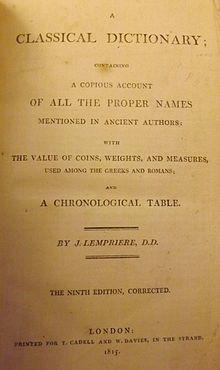 A
CLASSICAL DICTIONARY;
CONTAINING
A COPIOUS ACCOUNT
OF ALL THE PROPER NAMES
MENTIONED IN ANCIENT AUTHORS:
WITH
THE VALUE OF COINS, WEIGHTS, AND MEASURES,
USED AMONG THE GREEKS AND ROMANS;
AND
A CHRONOLOGICAL TABLE.
BY J. LEMPRIERE, D.D.
THE NINTH EDITION, CORRECTED.
LONDON:
PRINTED FOR T. CADELL AND W. DAVIES, IN THE STRAND.
1815.